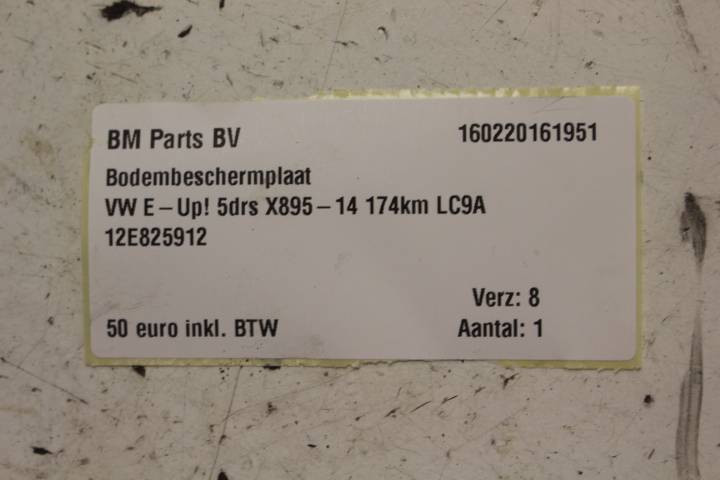 BM Parts BV 160220161951
Bodembeschermplaat
VW E-Up! 5drs X895-14 174km LC9A
12E825912
Verz: 8
50 euro inkl. BTW Aantal: 1